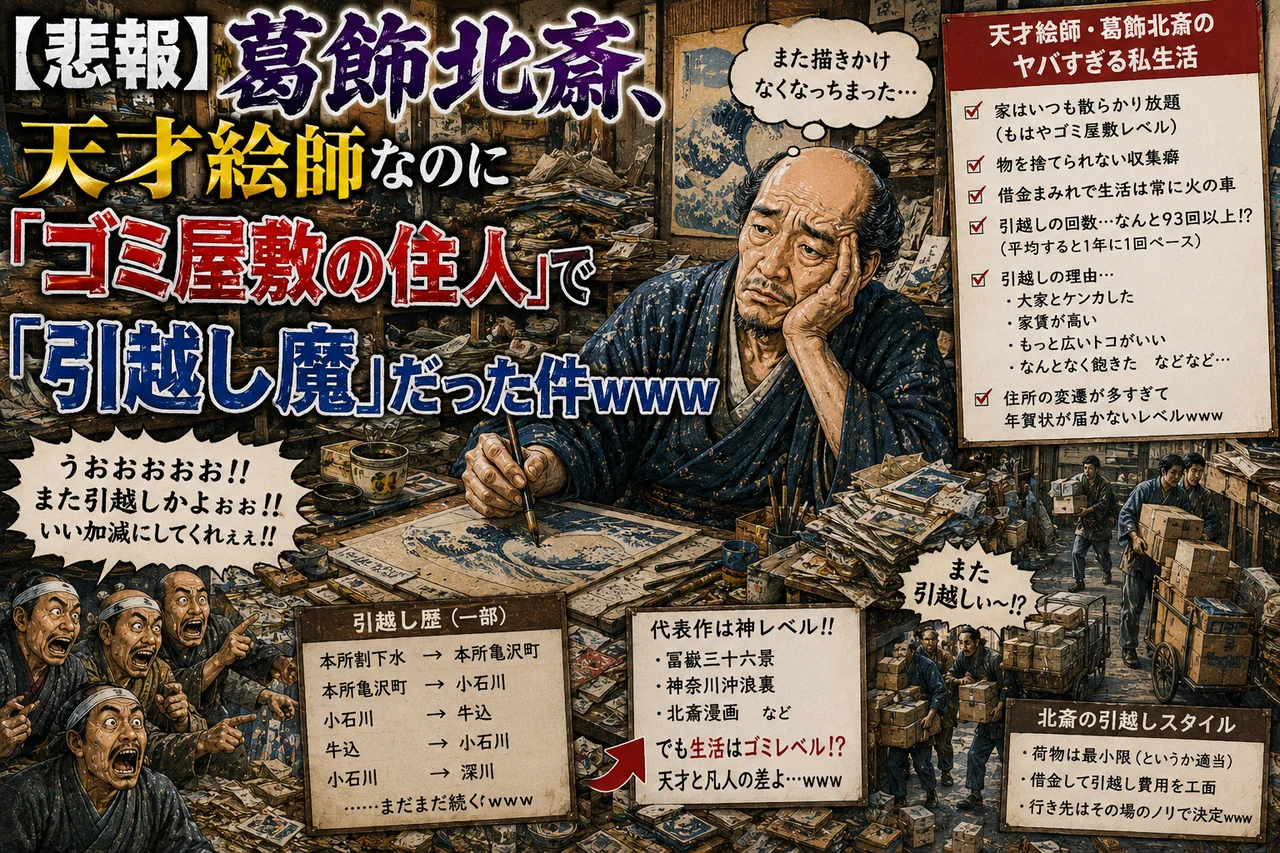 【悲報】葛飾北斎、
天才絵師なのに
「ゴミ屋敷の住人」で
「引越し魔」だった件www
また描きかけ
なくなっちまった…
天才絵師・葛飾北斎の
ヤバすぎる私生活
家はいつも散らかり放題
(もはやゴミ屋敷レベル)
物を捨てられない収集癖
借金まみれで生活は常に火の車
引越しの回数…なんと93回以上!?
(平均すると1年に1回ペース)
引越しの理由…
・大家とケンカした
・家賃が高い
・もっと広いトコがいい
・なんとなく飽きた などなど…
住所の変遷が多すぎて
年賀状が届かないレベルwww
うおおおおお!!
また引越しかよぉぉ!!
いい加減にしてくれぇぇ!!
引越し歴(一部)
本所割下水 → 本所亀沢町
本所亀沢町 → 小石川
小石川 → 牛込
牛込 → 小石川
小石川 → 深川
……まだまだ続くwww
代表作は神レベル!!
・冨嶽三十六景
・神奈川沖浪裏
・北斎漫画 など
でも生活はゴミレベル!?
天才と凡人の差よ…www
また
引越しぃ~!?
北斎の引越しスタイル
・荷物は最小限(というか適当)
・借金して引越し費用を工面
・行き先はその場のノリで決定www